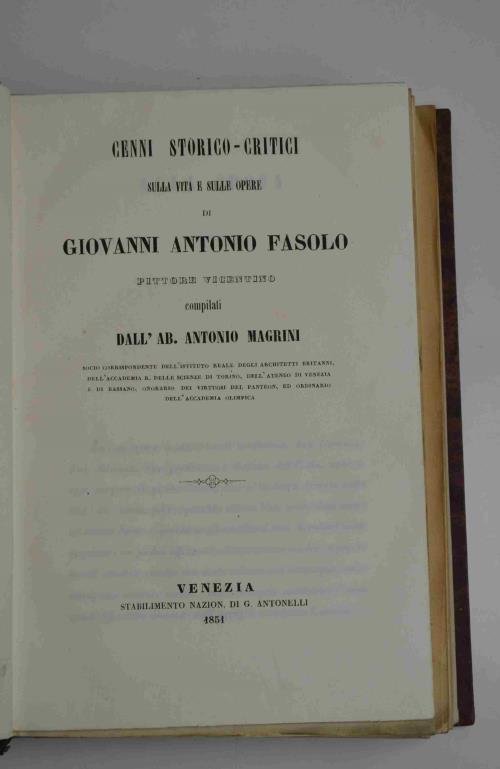 CENNI STORICO-CRITICI
SULLA VITA E SULLE OPERE
DI
GIOVANNI ANTONIO FASOLO
PITTORE VICENTINO
compilati
DALL' AB. ANTONIO MAGRINI
SOCIO CORRISPONDENTE DELL'ISTITUTO REALE DEGLI ARCHITETTI BRITANNI,
DELL'ACCADEMIA R. DELLE SCIENZE DI TORINO, DELL'ATENEO DI VENEZIA
E DI BASSANO, ONORARIO DEI VIRTUOSI DEL PANTEON, ED ORDINARIO
DELL'ACCADEMIA OLIMPICA
VENEZIA
STABILIMENTO NAZION. DI G. ANTONELLI
1851